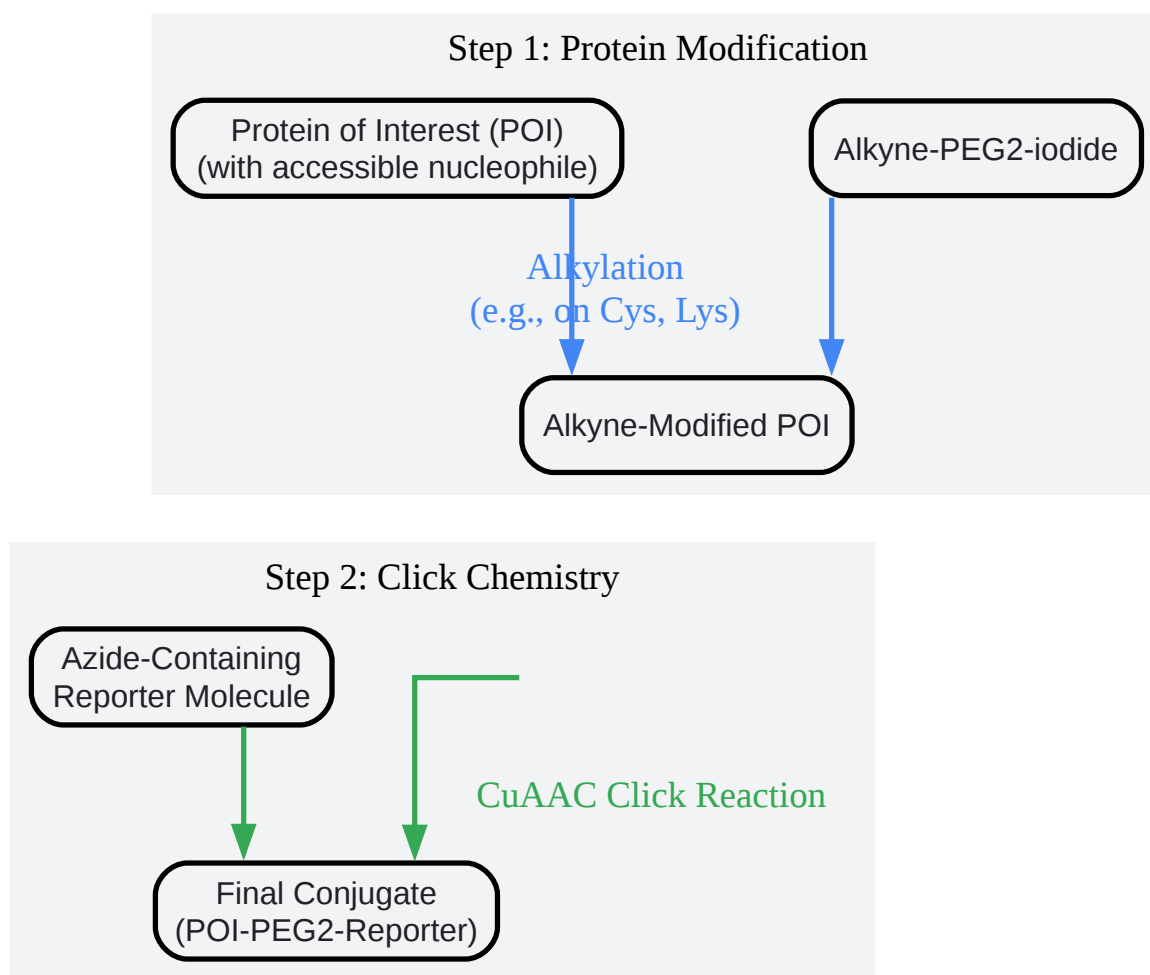 Step 1: Protein Modification
Protein of Interest (POI)
(with accessible nucleophile)
Alkyne-PEG2-iodide
Alkylation
(e.g., on Cys, Lys)
Alkyne-Modified POI
Step 2: Click Chemistry
Azide-Containing
Reporter Molecule
CuAAC Click Reaction
Final Conjugate
(POI-PEG2-Reporter)